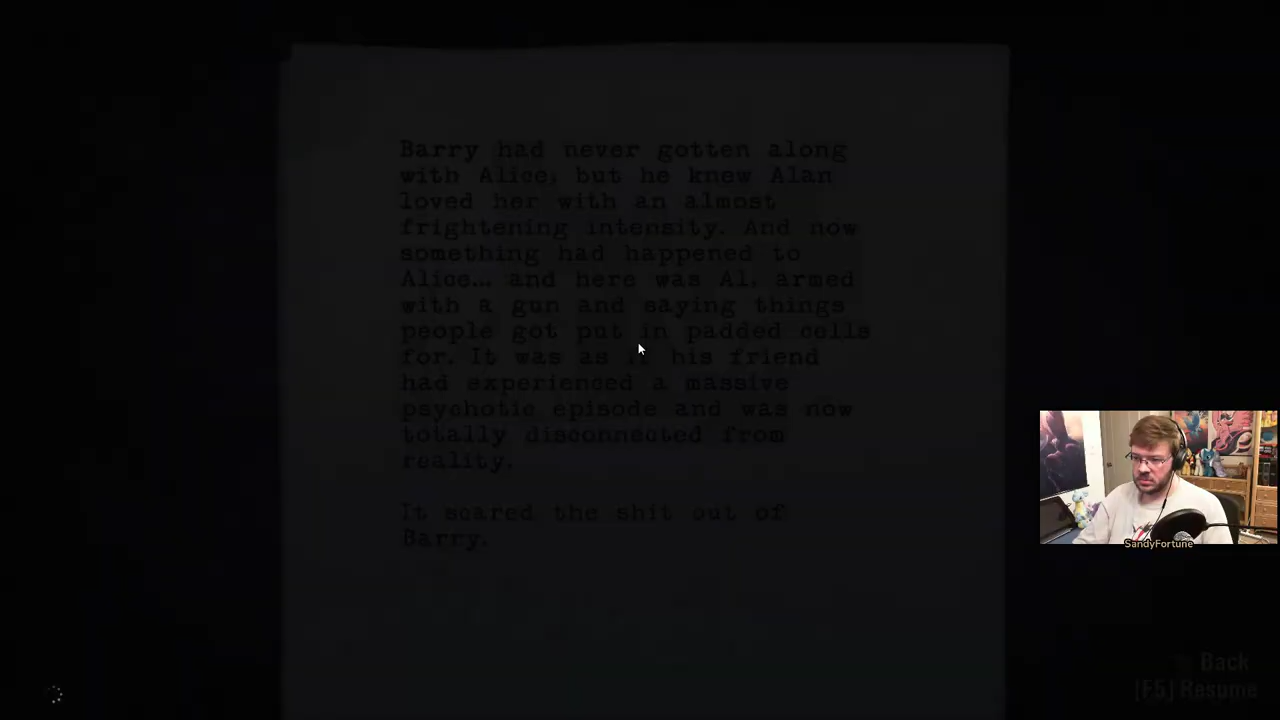 Barry had never gotten along
with Alice, but he knew Alan
loved her with an almost
frightening intensity. And now
something had happened to
Alice... and here was Al, armed
with a gun and saying things
people got put in padded cells
for. It was as if his friend
had experienced a massive
psychotic episode and was now
totally disconnected from
reality.
It scared the shit out of
Barry.
SandyFortune
Back
[F5] Resume